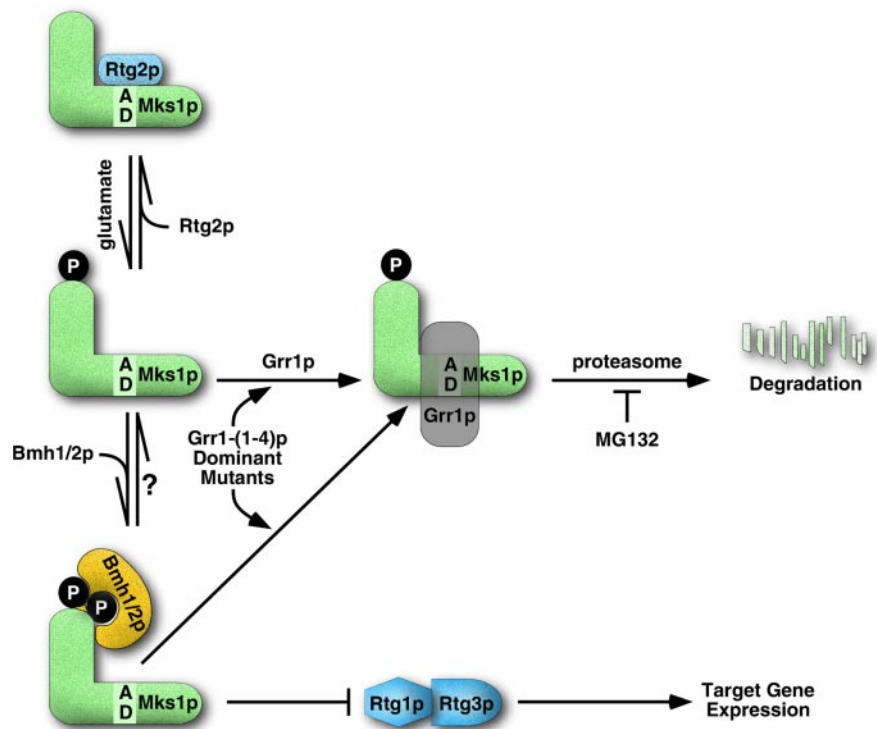 Rtg2p
A
D
Mks1p
glutamate
Rtg2p
P
A
D
Mks1p
Grr1p
P
A
D
Mks1p
Grr1p
proteasome
MG132
Degradation
Grr1-(1-4)p
Dominant
Mutants
Bmh1/2p
?
P
P
Bmh1/2p
A
D
Mks1p
Rtg1p
Rtg3p
Target Gene
Expression